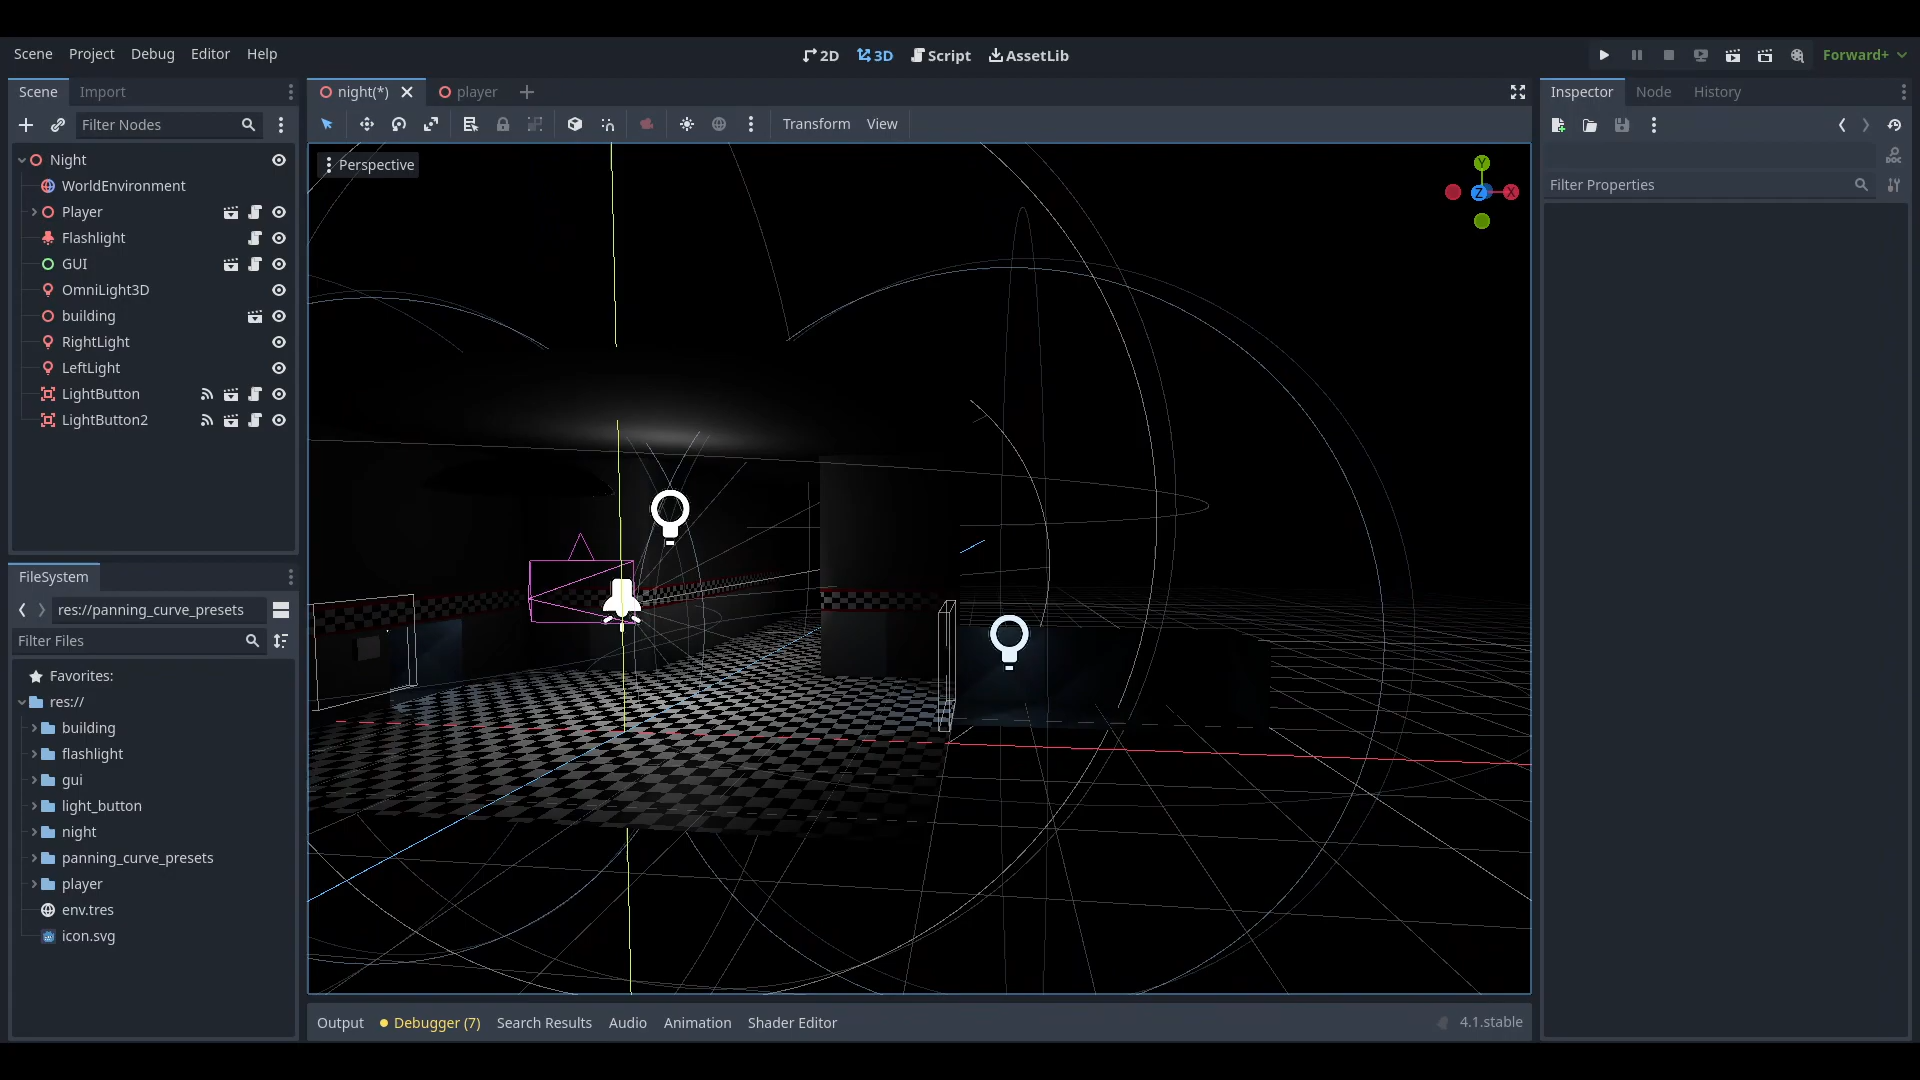 Scene Project Debug Editor Help
2D 3D Script AssetLib
Forward+
Scene Import
night(*) player
Inspector Node History
Filter Nodes
Transform View
Night
Perspective
Y
Z
X
WorldEnvironment
Filter Properties
DOC
Player
Flashlight
GUI
OmniLight3D
building
RightLight
LeftLight
LightButton
LightButton2
FileSystem
res://panning_curve_presets
Filter Files
Favorites:
res://
building
flashlight
gui
light_button
night
panning_curve_presets
player
env.tres
icon.svg
Output Debugger (7) Search Results Audio Animation Shader Editor
4.1.stable